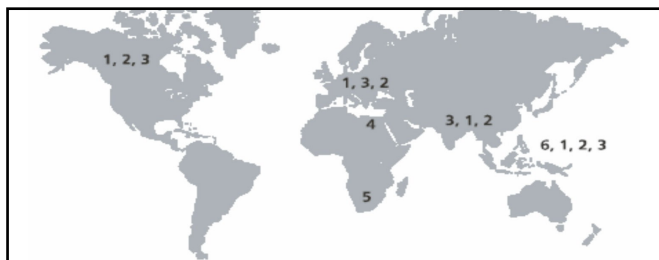 1, 2, 3
1, 3, 2
4
3, 1, 2
6, 1, 2, 3
5